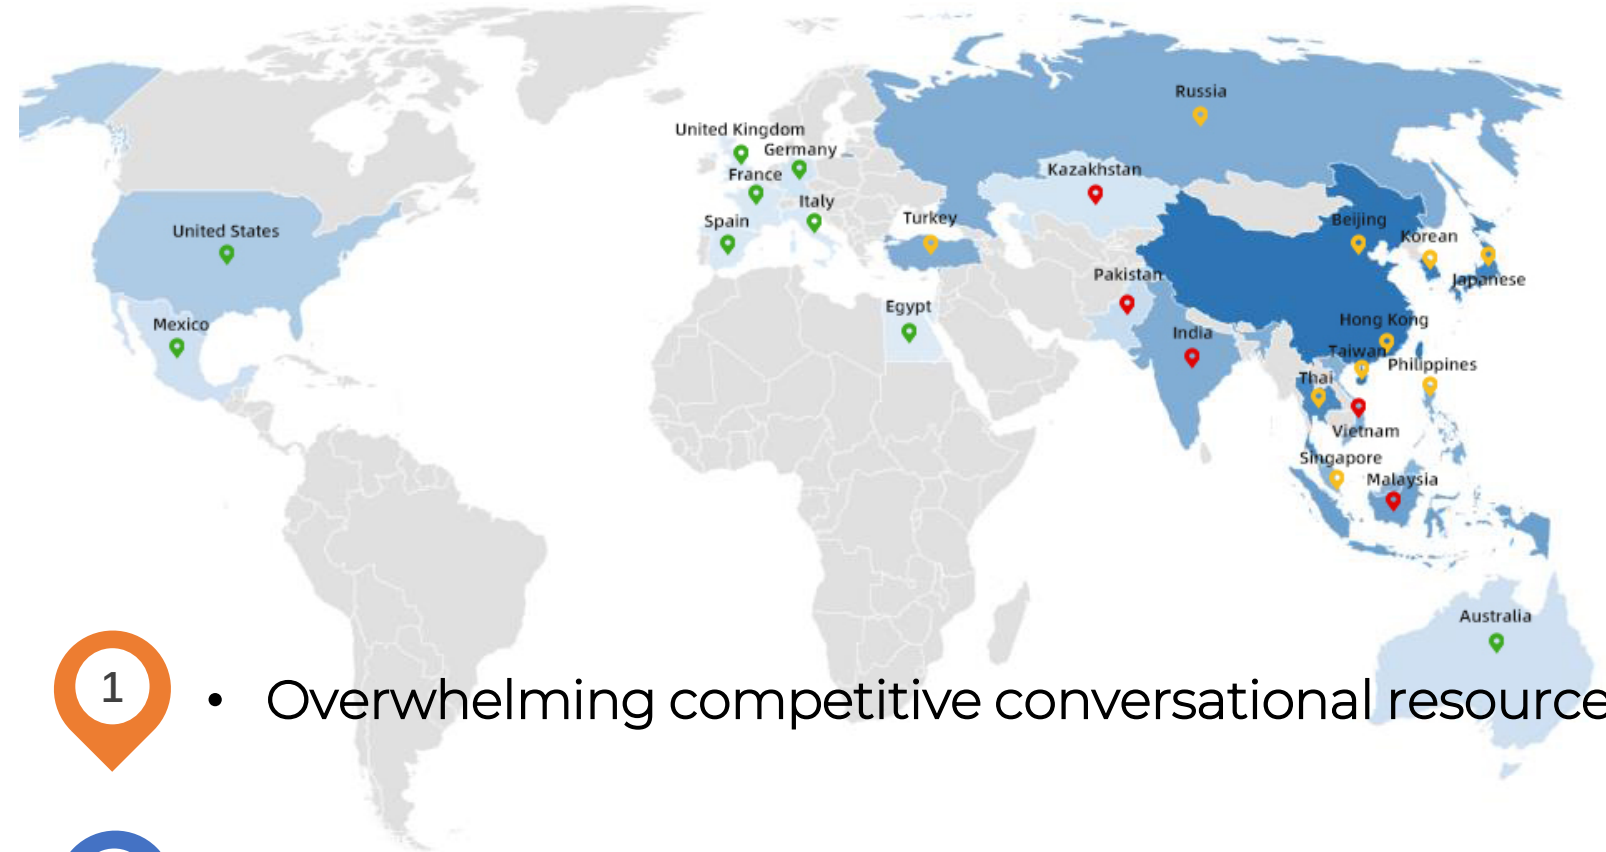 Russia
United Kingdom
Germany
France
Kazakhstan
Italy
Spain
Turkey
Beijing
United States
Korean
Pakistan
Japanese
Egypt
Mexico
Hong Kong
India
Taiwan
Philippines
Thai
Vietnam
Singapore
Malaysia
Australia
1
• Overwhelming competitive conversational resource